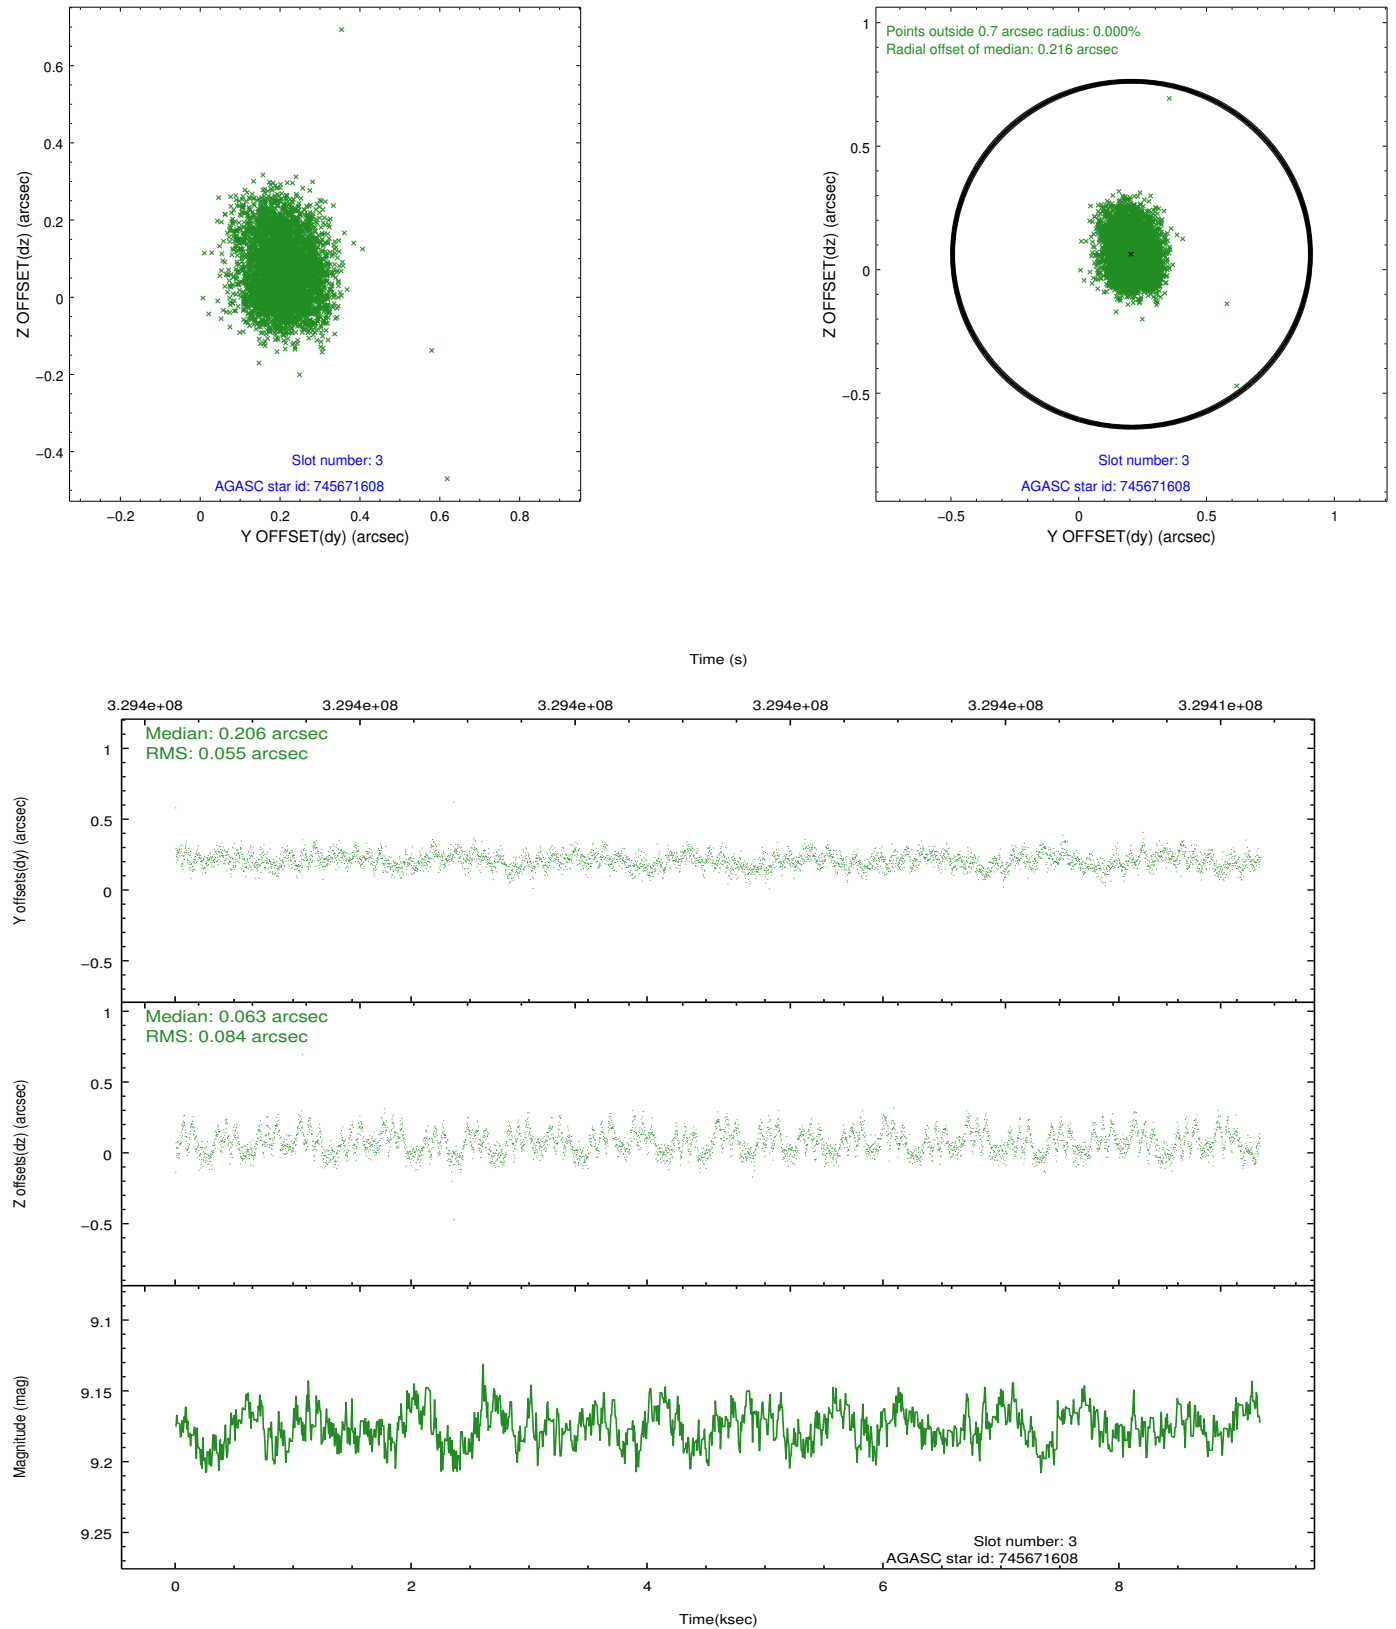 0.6
0.4
0.2
0
−0.2
−0.4
Z OFFSET(dz) (arcsec)
Slot number: 3
AGASC star id: 745671608
−0.2 0 0.2 0.4 0.6 0.8
Y OFFSET(dy) (arcsec)
Points outside 0.7 arcsec radius: 0.000%
Radial offset of median: 0.216 arcsec
1
0.5
0
−0.5
Z OFFSET(dz) (arcsec)
Slot number: 3
AGASC star id: 745671608
−0.5 0 0.5 1
Y OFFSET(dy) (arcsec)
Time (s)
3.294e+08 3.294e+08 3.294e+08 3.294e+08 3.294e+08 3.2941e+08
Median: 0.206 arcsec
RMS: 0.055 arcsec
1
0.5
0
−0.5
Y offsets(dy) (arcsec)
Median: 0.063 arcsec
RMS: 0.084 arcsec
1
0.5
0
−0.5
Z offsets(dz) (arcsec)
9.1
9.15
9.2
9.25
Magnitude (mag)
Slot number: 3
AGASC star id: 745671608
0 2 4 6 8
Time(ksec)